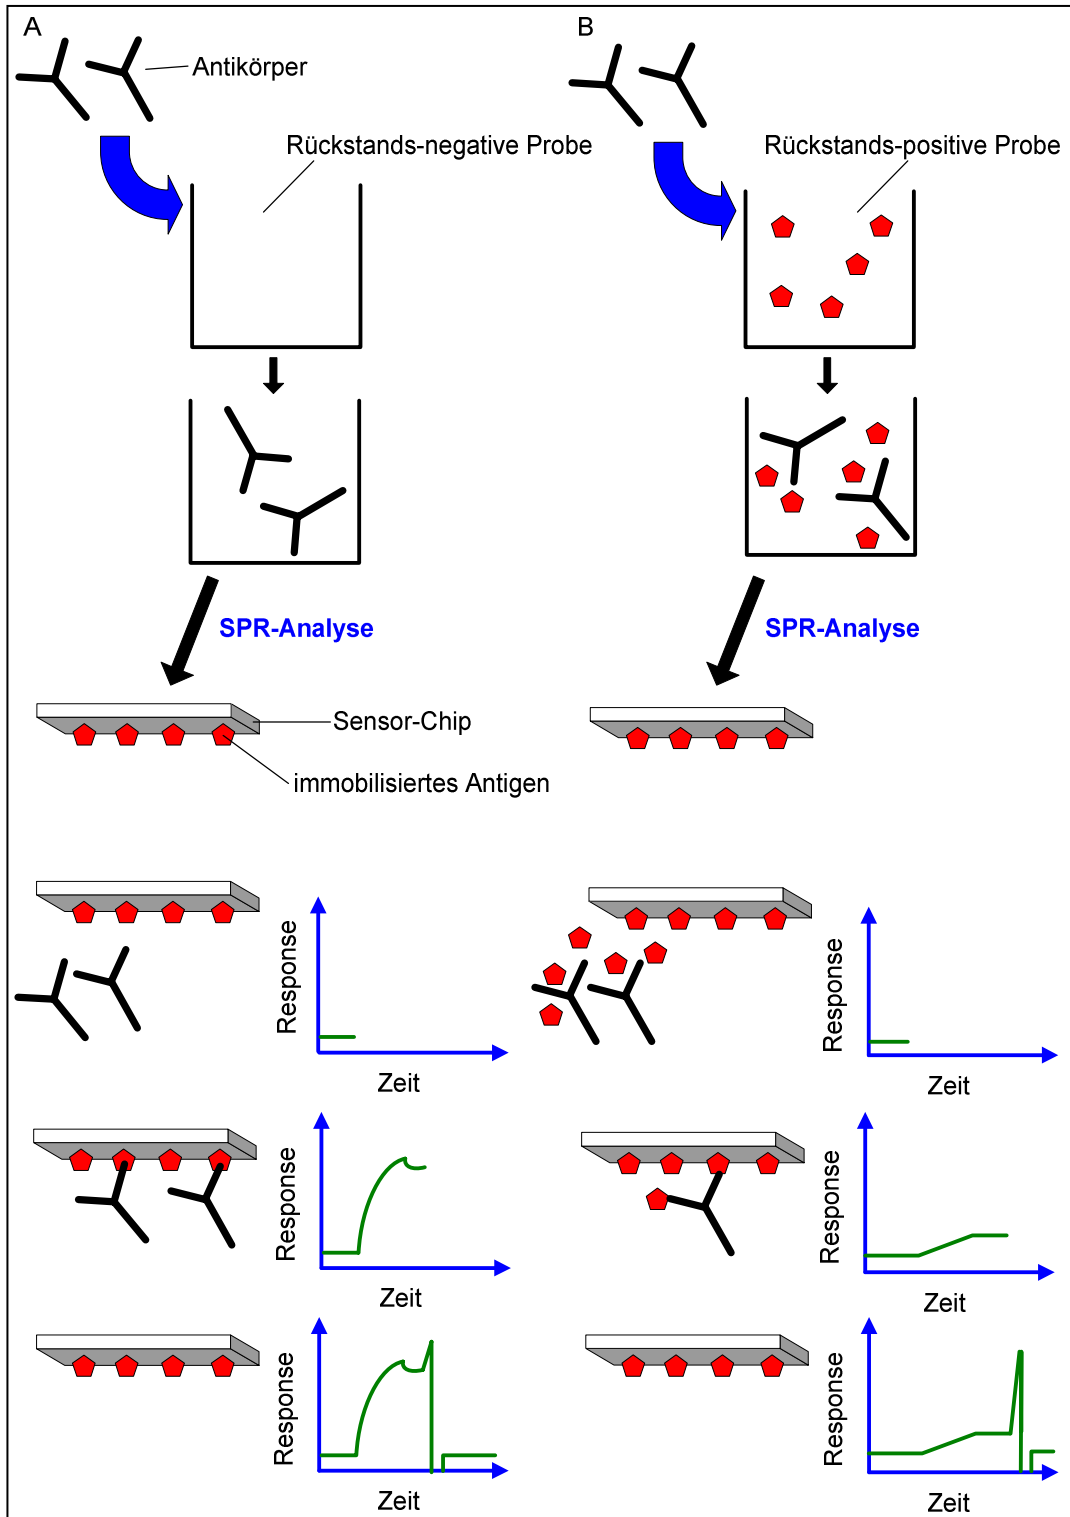 A
B
Antikörper
Rückstands-negative Probe
Rückstands-positive Probe
SPR-Analyse
SPR-Analyse
Sensor-Chip
immobilisiertes Antigen
Response
Zeit
Response
Zeit
Response
Zeit
Response
Zeit
Response
Zeit
Response
Zeit